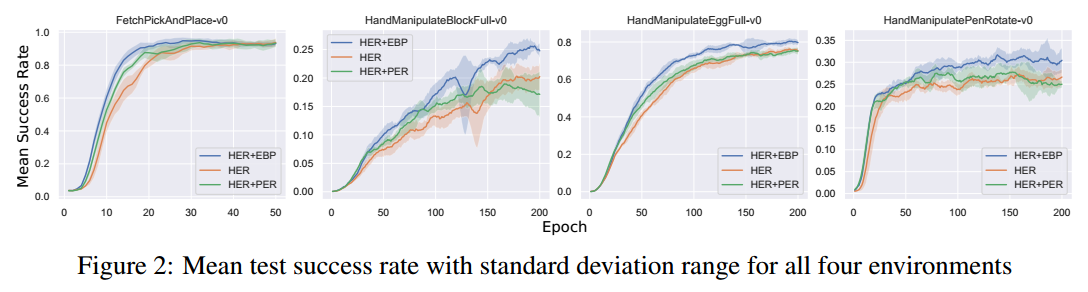 FetchPickAndPlace-v0
HandManipulateBlockFull-v0
HandManipulateEggFull-v0
HandManipulatePenRotate-v0
Mean Success Rate
1.0
0.8
0.6
0.4
0.2
0.0
1 10 20 30 40 50
HER+EBP
HER
HER+PER
0.25
0.20
0.15
0.10
0.05
0.00
1 50 100 150 200
HER+EBP
HER
HER+PER
0.8
0.6
0.4
0.2
0.0
1 50 100 150 200
HER+EBP
HER
HER+PER
0.35
0.30
0.25
0.20
0.15
0.10
0.05
0.00
1 50 100 150 200
HER+EBP
HER
HER+PER
Epoch
Figure 2: Mean test success rate with standard deviation range for all four environments